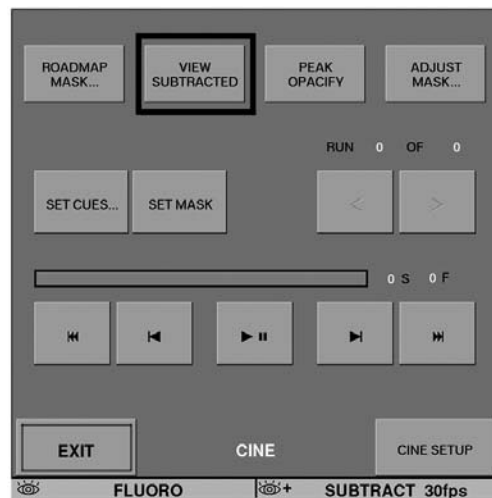 ROADMAP
MASK...
VIEW
SUBTRACTED
PEAK
OPACIFY
ADJUST
MASK...
RUN 0 OF 0
SET CUES...
SET MASK
< >
0 S 0 F
EXIT
CINE
CINE SETUP
FLUORO
+ SUBTRACT 30fps